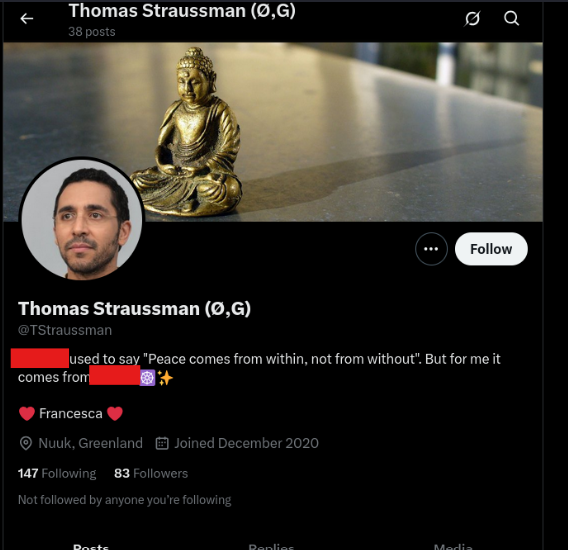 Thomas Straussman (Ø,G)
38 posts
Follow
Thomas Straussman (Ø,G)
@TStraussman
used to say "Peace comes from within, not from without". But for me it
comes from ☸️✨
❤️ Francesca ❤️
Nuuk, Greenland Joined December 2020
147 Following 83 Followers
Not followed by anyone you're following
Posts Replies Media